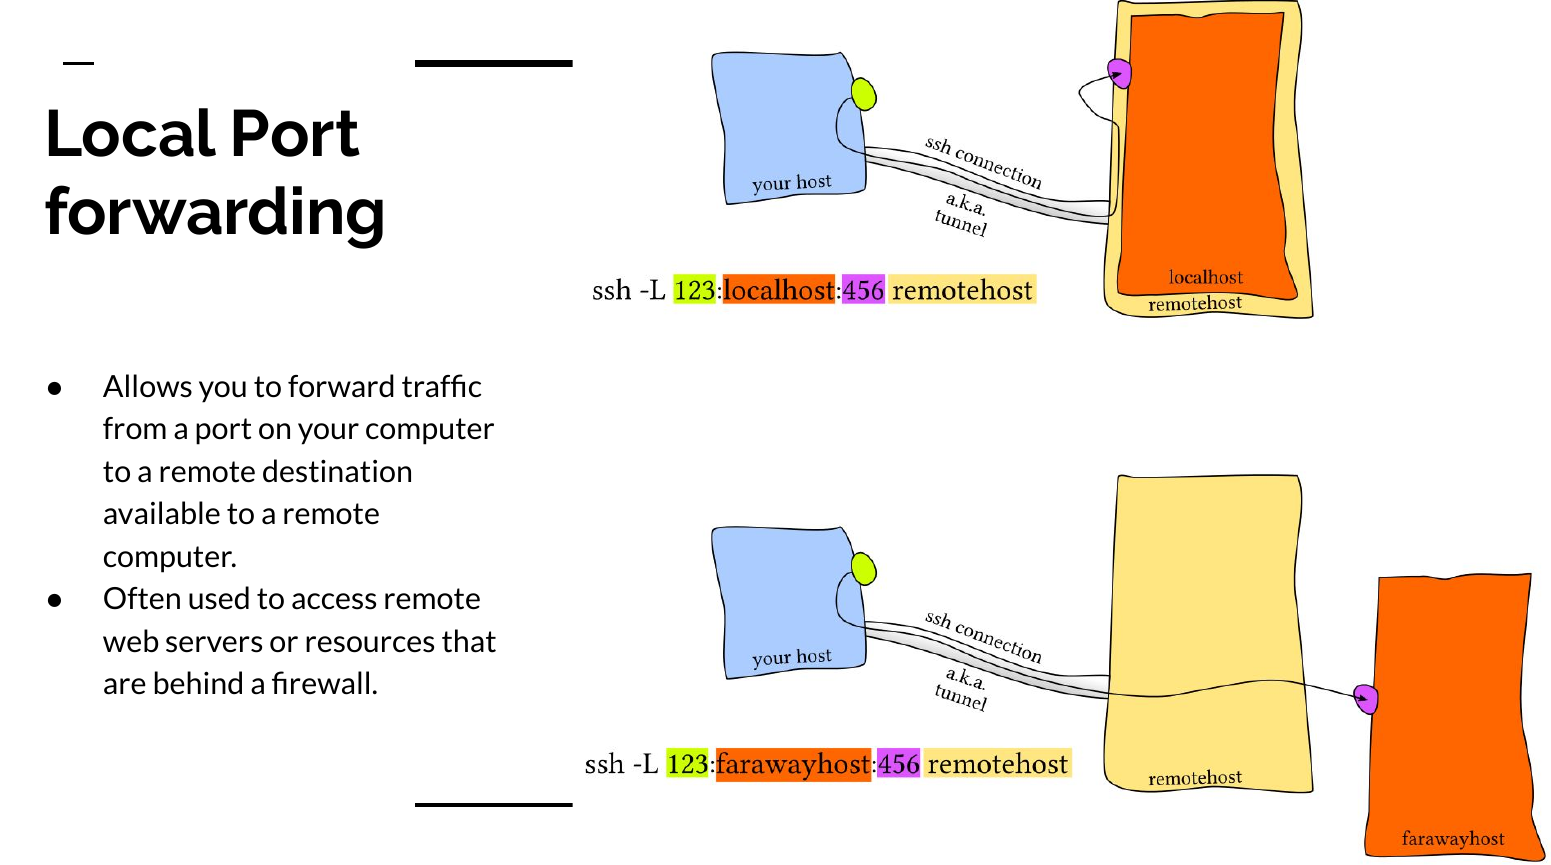 Local Port
forwarding
● Allows you to forward traffic
from a port on your computer
to a remote destination
available to a remote
computer.
● Often used to access remote
web servers or resources that
are behind a firewall.
your host
ssh connection
a.k.a.
tunnel
localhost
remotehost
ssh -L 123:localhost:456 remotehost
your host
ssh connection
a.k.a.
tunnel
remotehost
farawayhost
ssh -L 123:farawayhost:456 remotehost